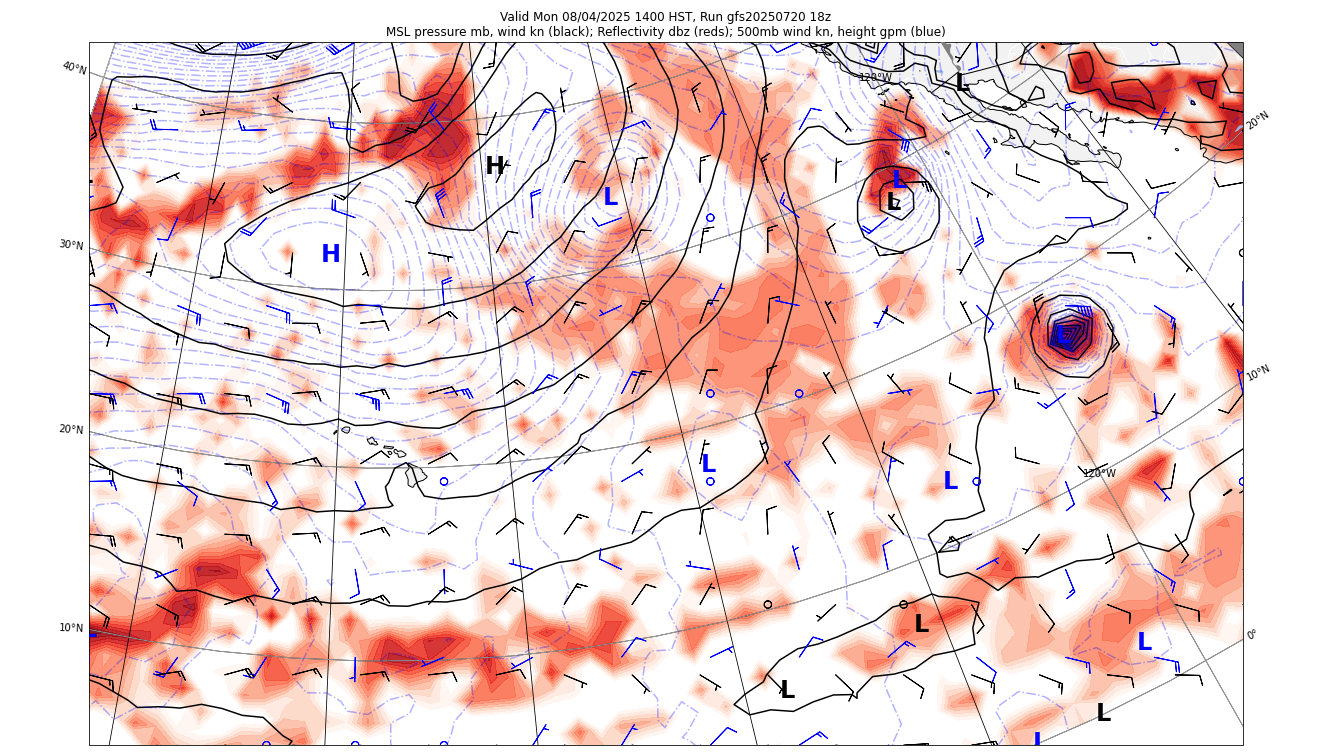 Valid Mon 08/04/2025 1400 HST, Run gfs20250720 18z
MSL pressure mb, wind kn (black); Reflectivity dbz (reds); 500mb wind kn, height gpm (blue)
40°N
120°W
L
20°N
H
L
L
L
30°N
H
L
10°N
20°N
L
120°W
L
10°N
L
0°
L
L
L
L